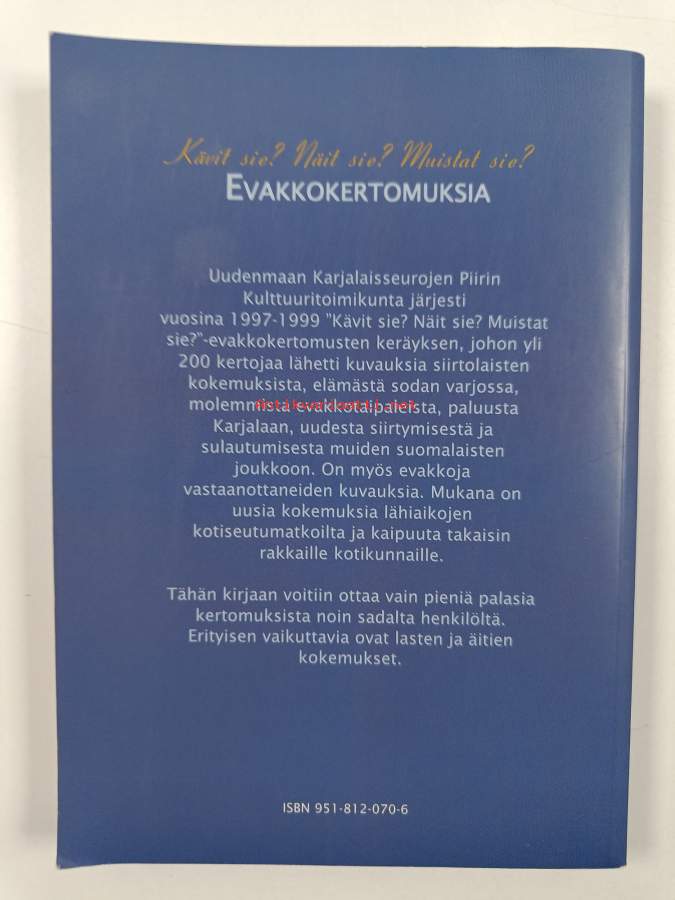 Kävit sie? Näit sie? Muistat sie?
EVAKKOKERTOMUKSIA
Uudenmaan Karjalaisseurojen Piirin
Kulttuuritoimikunta järjesti
vuosina 1997-1999 "Kävit sie? Näit sie? Muistat
sie?"-evakkokertomusten keräyksen, johon yli
200 kertojaa lähetti kuvauksia siirtolaisten
kokemuksista, elämästä sodan varjossa,
molemmista evakkotaipaleista, paluusta
Karjalaan, uudesta siirtymisestä ja
sulautumisesta muiden suomalaisten
joukkoon. On myös evakkoja
vastaanottaneiden kuvauksia. Mukana on
uusia kokemuksia lähiaikojen
kotiseutumatkoilta ja kaipuuta takaisin
rakkaille kotikunnaille.
Tähän kirjaan voitiin ottaa vain pieniä palasia
kertomuksista noin sadalta henkilöltä.
Erityisen vaikuttavia ovat lasten ja äitien
kokemukset.
ISBN 951-812-070-6